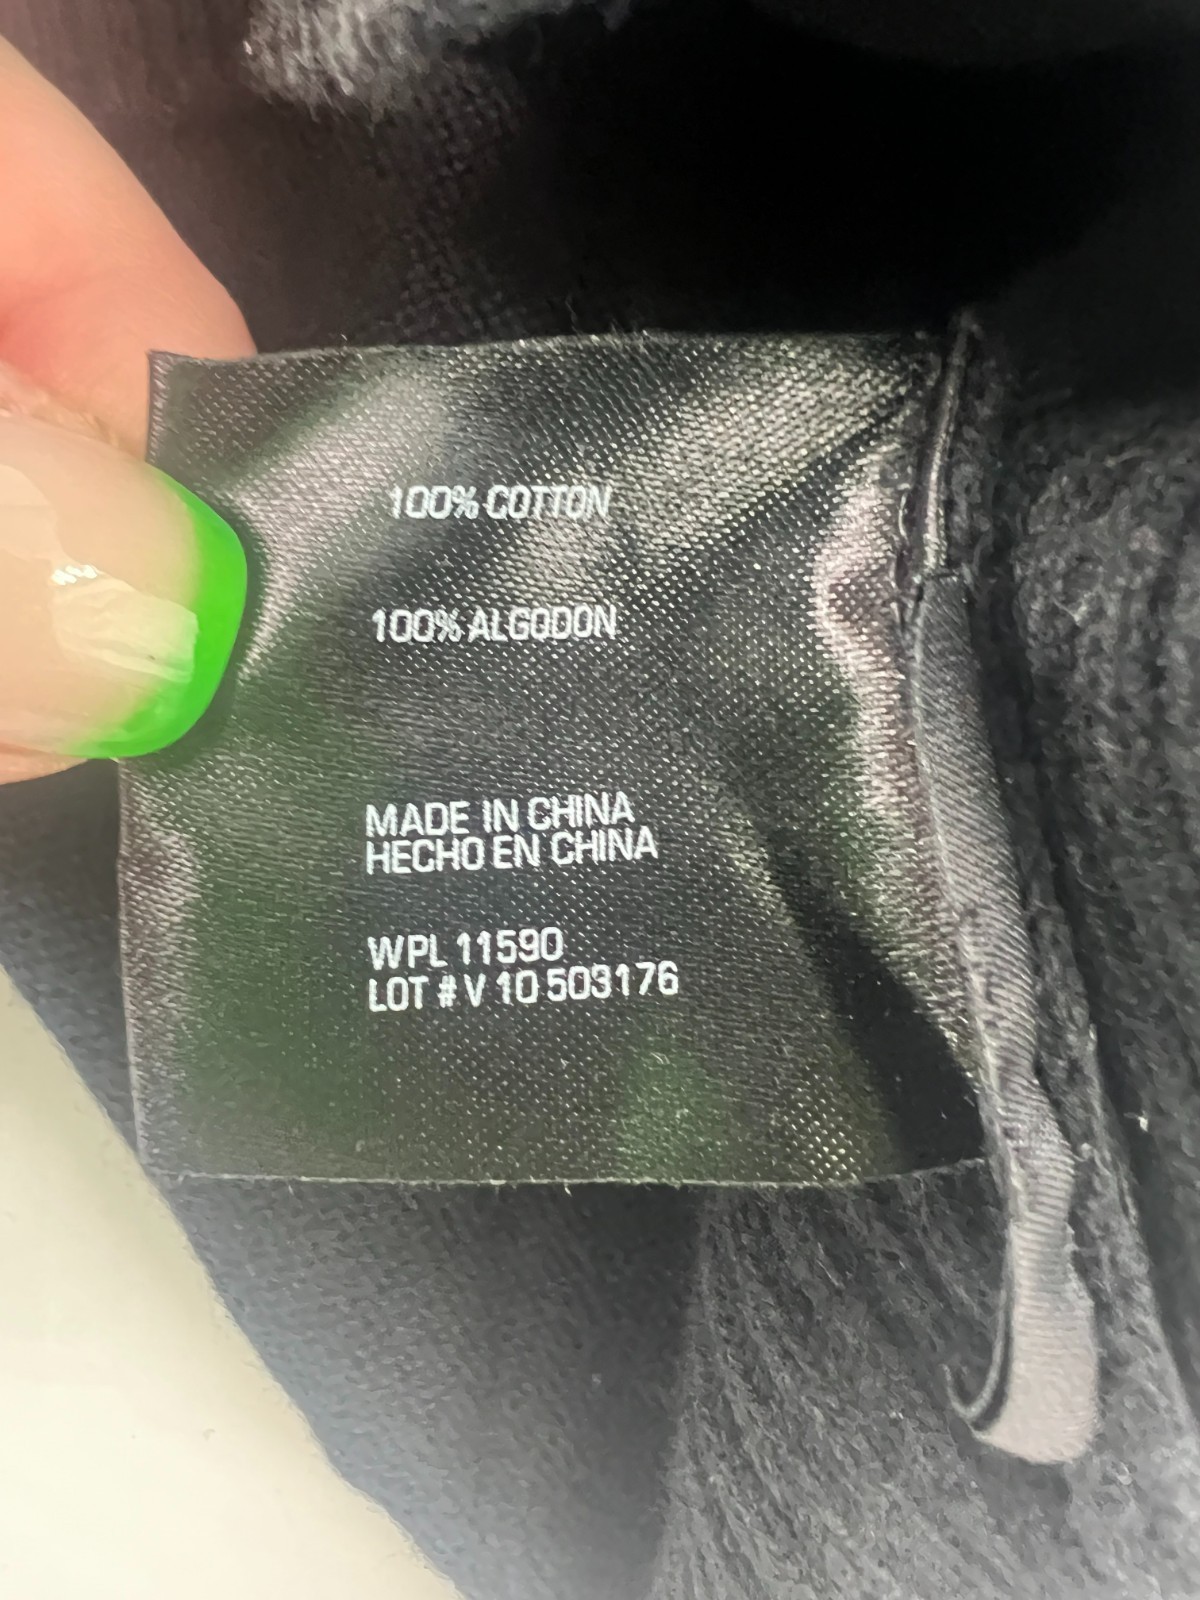 100% COTTON
100% ALGODON
MADE IN CHINA
HECHO EN CHINA
WPL 11590
LOT # V 10 503176